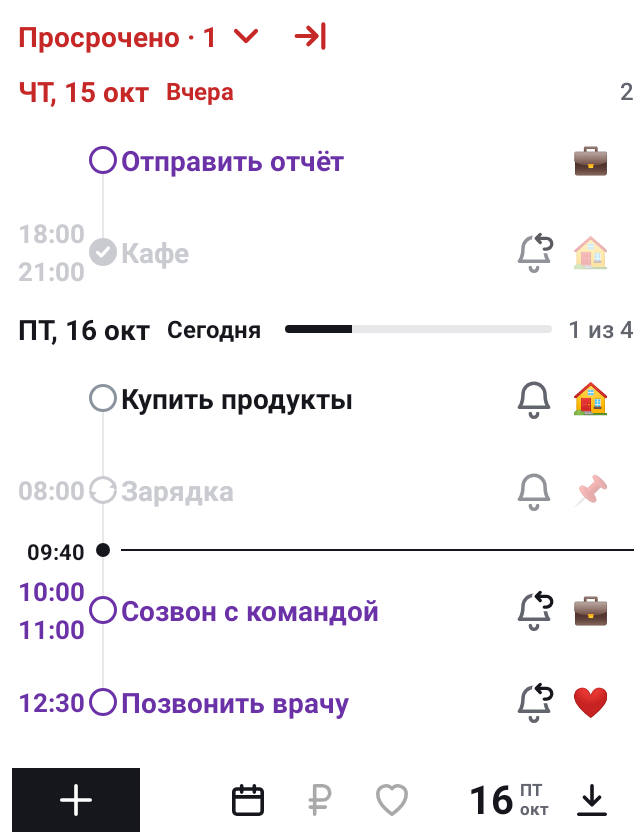 Просрочено · 1
ЧТ, 15 окт Вчера 2
Отправить отчёт
18:00
21:00
Кафе
ПТ, 16 окт Сегодня 1 из 4
Купить продукты
08:00 Зарядка
09:40
10:00
11:00
Созвон с командой
12:30 Позвонить врачу
16 ПТ
окт